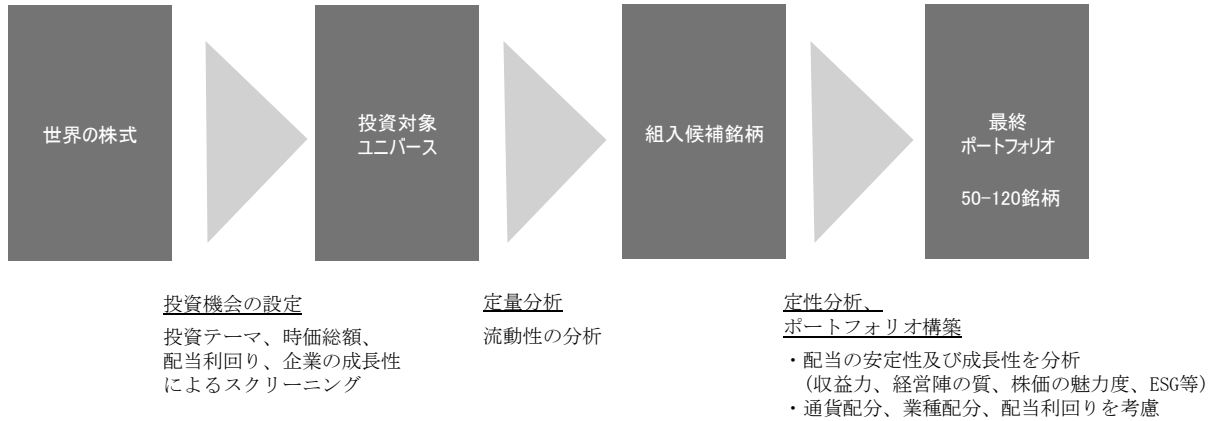 世界の株式
投資対象
ユニバース
組入候補銘柄
最終
ポートフォリオ
50-120銘柄
投資機会の設定
投資テーマ、時価総額、
配当利回り、企業の成長性
によるスクリーニング
定量分析
流動性の分析
定性分析、
ポートフォリオ構築
・配当の安定性及び成長性を分析
(収益力、経営陣の質、株価の魅力度、ESG等)
・通貨配分、業種配分、配当利回りを考慮